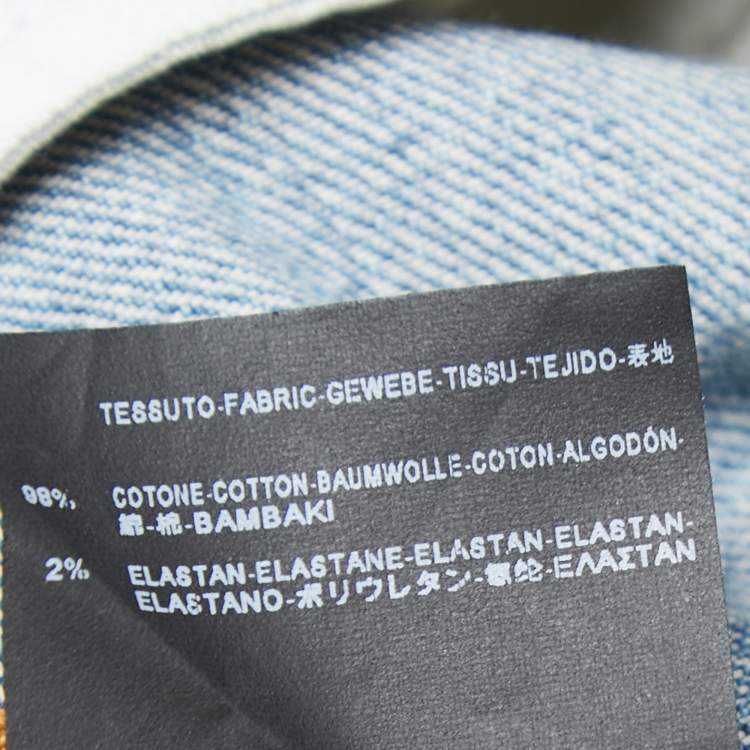 TESSUTO-FABRIC-GEWEBE-TISSU-TEJIDO-表地
98% COTONE-COTTON-BAUMWOLLE-COTON-ALGODÓN-
綿-棉-BAMBAKI
2% ELASTAN-ELASTANE-ELASTAN-ELASTAN-
ELASTANO-ポリウレタン-氨纶-ΕΛΑΣΤΑΝ